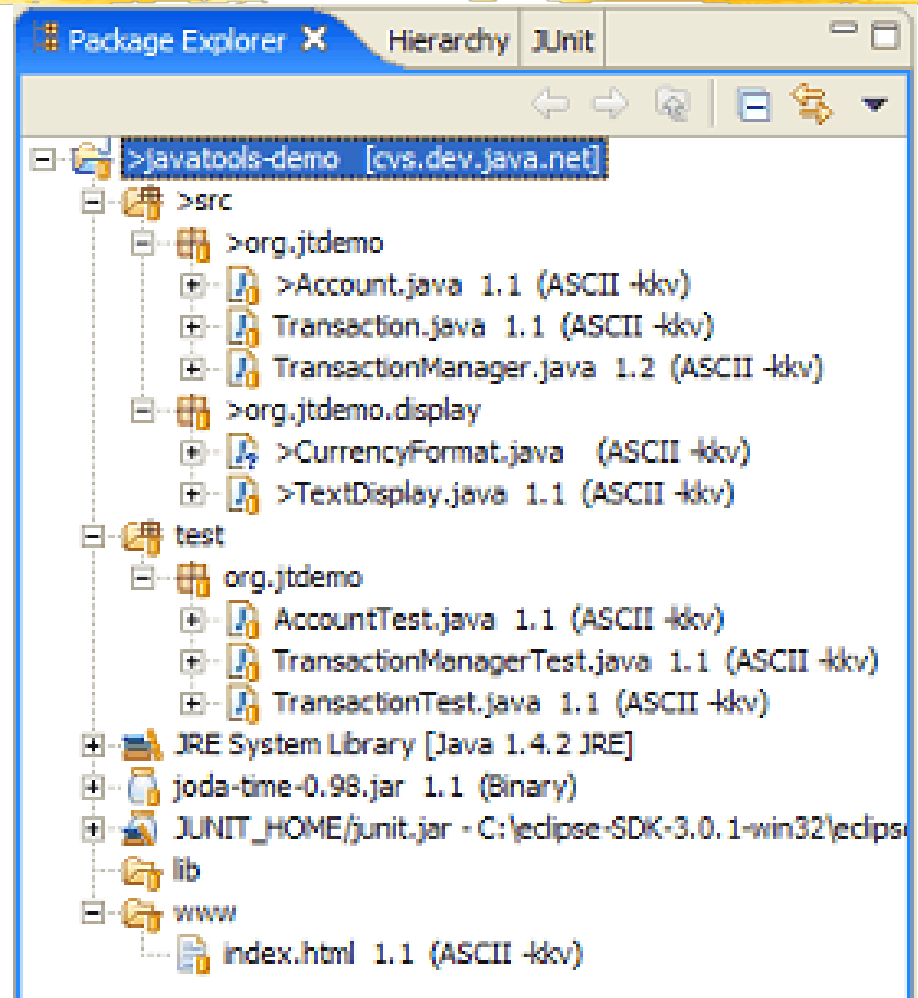 Package Explorer Hierarchy JUnit
>javatools-demo [cvs.dev.java.net]
>src
>org.jtdemo
>Account.java 1.1 (ASCII -kkv)
Transaction.java 1.1 (ASCII -kkv)
TransactionManager.java 1.2 (ASCII -kkv)
>org.jtdemo.display
>CurrencyFormat.java (ASCII -kkv)
>TextDisplay.java 1.1 (ASCII -kkv)
test
org.jtdemo
AccountTest.java 1.1 (ASCII -kkv)
TransactionManagerTest.java 1.1 (ASCII -kkv)
TransactionTest.java 1.1 (ASCII -kkv)
JRE System Library [Java 1.4.2 JRE]
joda-time-0.98.jar 1.1 (Binary)
JUNIT_HOME/junit.jar - C:\eclipse-SDK-3.0.1-win32\eclips
lib
www
index.html 1.1 (ASCII -kkv)